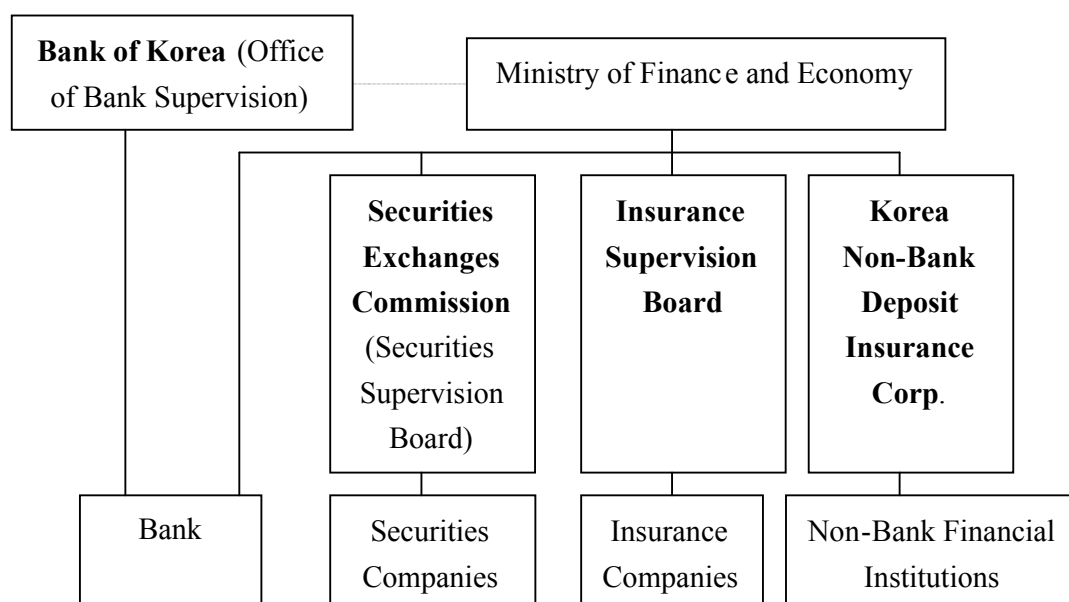 Bank of Korea (Office
of Bank Supervision)
Ministry of Finance and Economy
Securities
Exchanges
Commission
(Securities
Supervision
Board)
Insurance
Supervision
Board
Korea
Non-Bank
Deposit
Insurance
Corp.
Bank
Securities
Companies
Insurance
Companies
Non-Bank Financial
Institutions